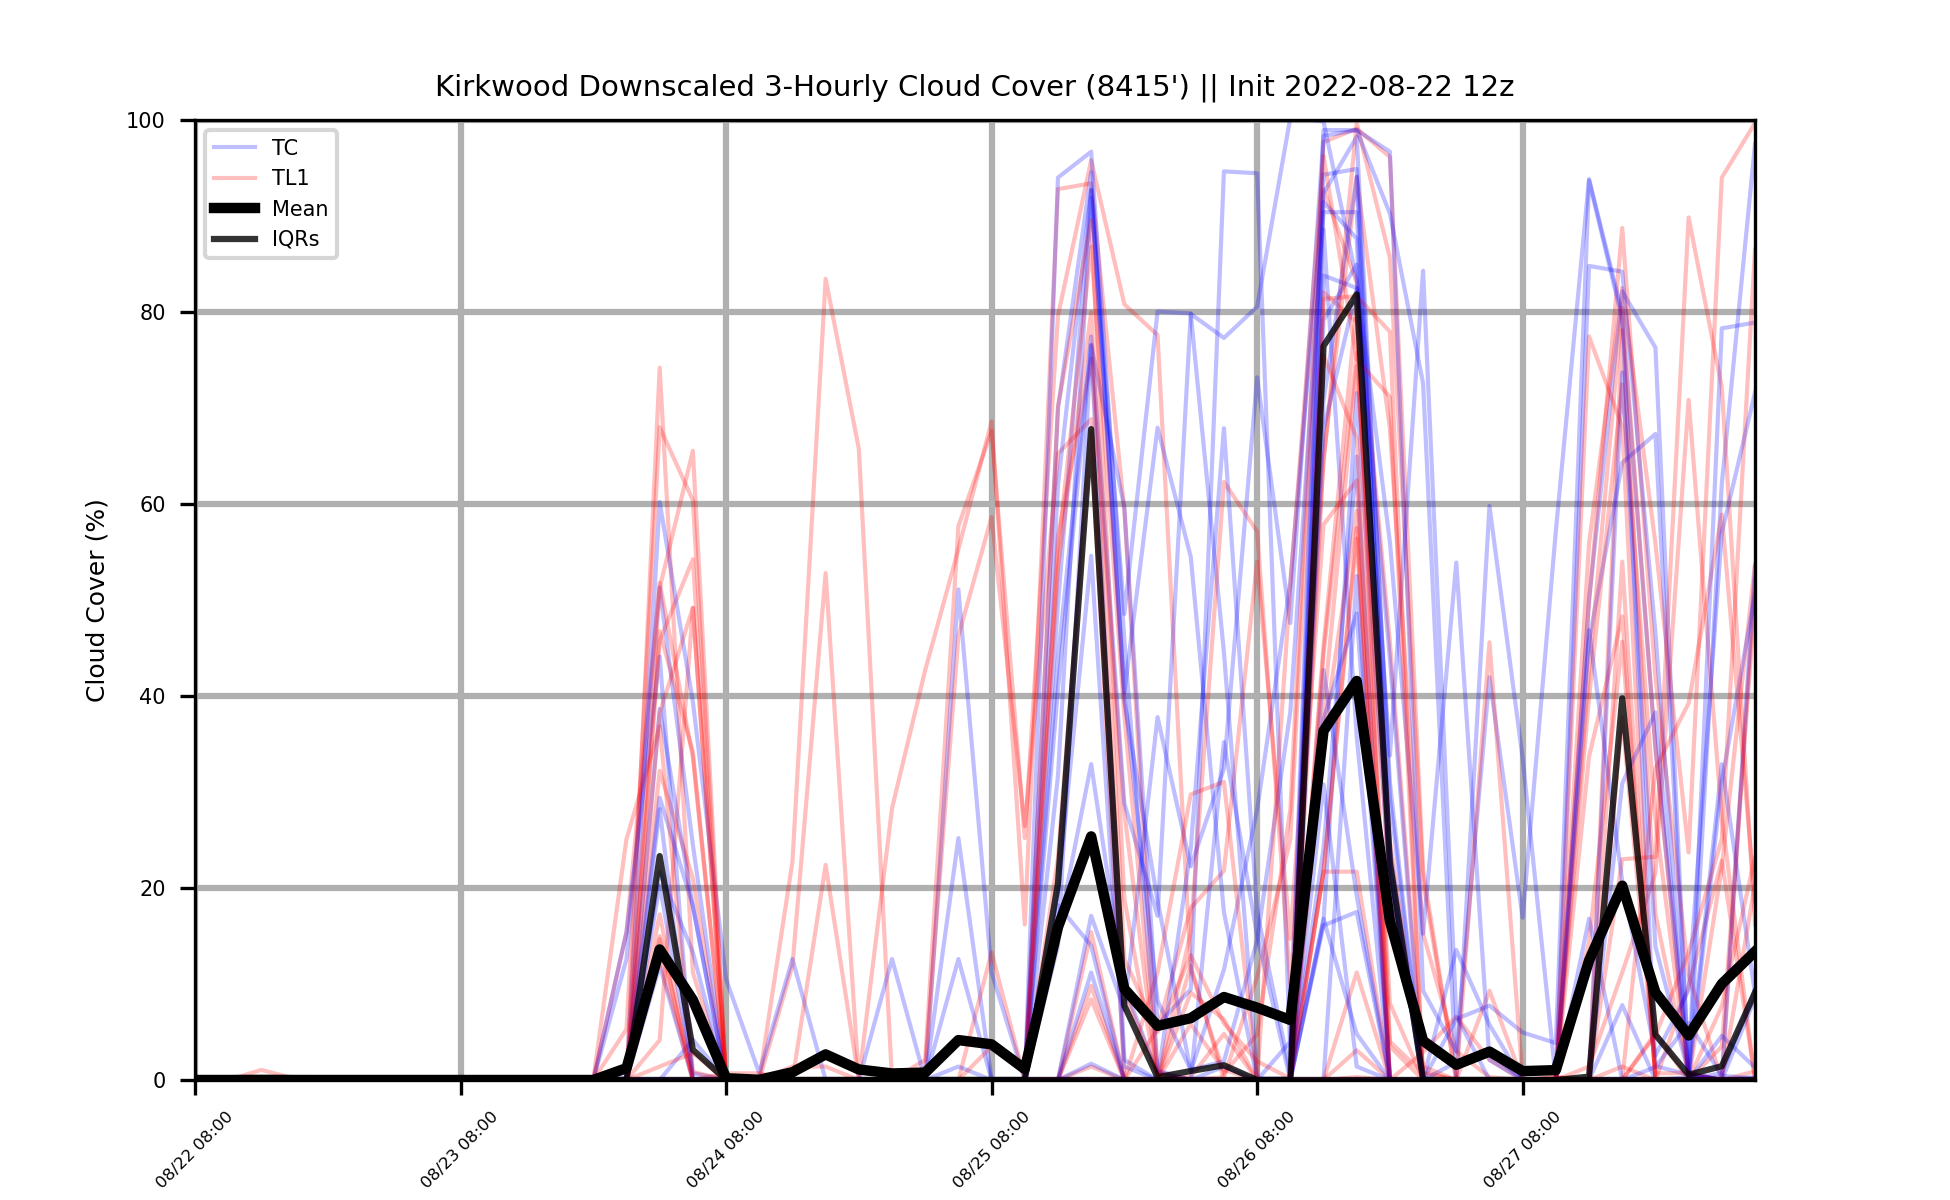 Kirkwood Downscaled 3-Hourly Cloud Cover (8415') || Init 2022-08-22 12z
Cloud Cover (%)
100
80
60
40
20
0
TC
TL1
Mean
IQRs
08/22 08:00
08/23 08:00
08/24 08:00
08/25 08:00
08/26 08:00
08/27 08:00